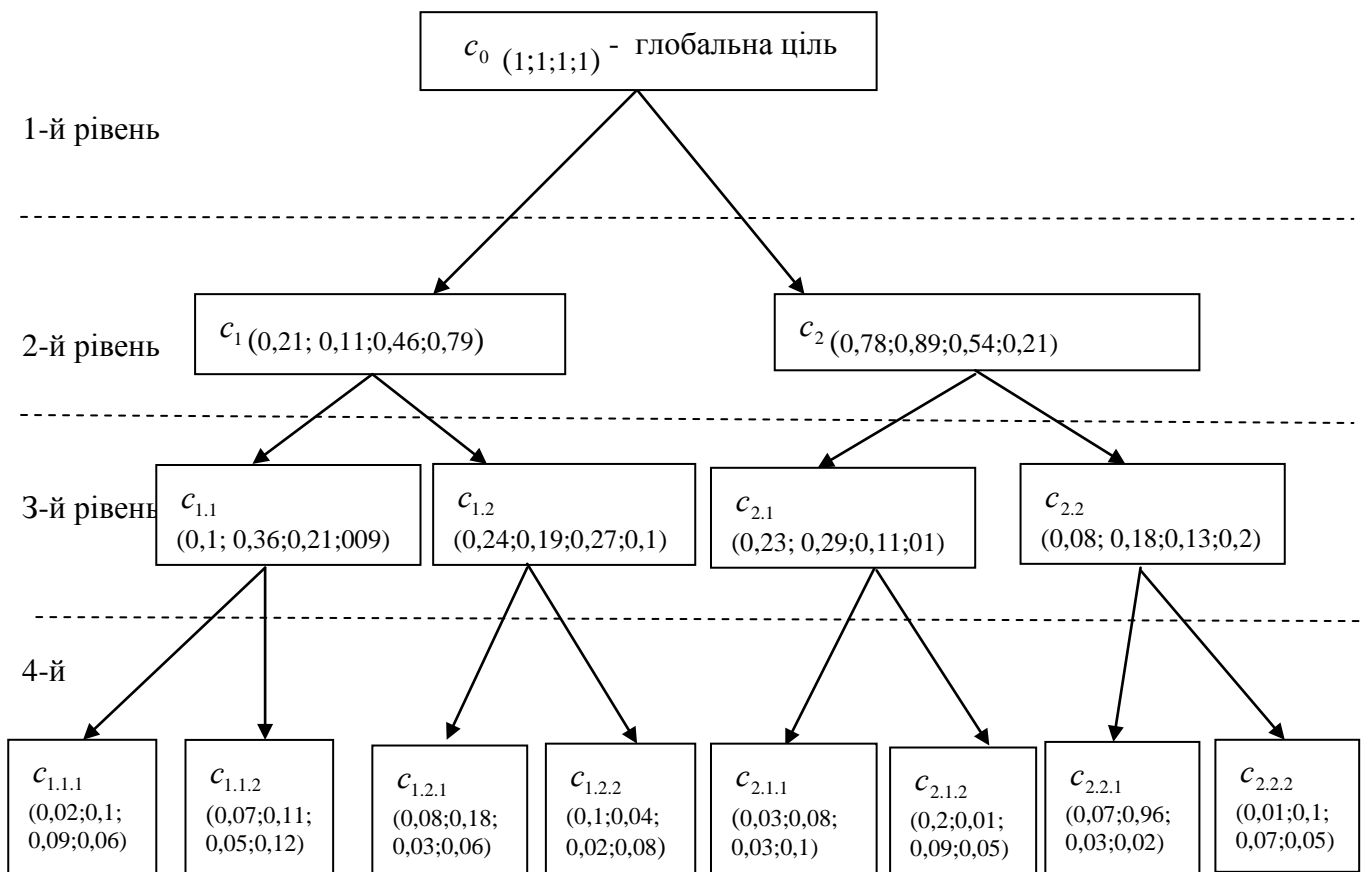 c₀ (1;1;1;1) - глобальна ціль
1-й рівень
2-й рівень
c₁ (0,21; 0,11;0,46;0,79)
c₂ (0,78;0,89;0,54;0,21)
3-й рівень
c₁.₁
(0,1; 0,36;0,21;009)
c₁.₂
(0,24;0,19;0,27;0,1)
c₂.₁
(0,23; 0,29;0,11;01)
c₂.₂
(0,08; 0,18;0,13;0,2)
4-й
c₁.₁.₁
(0,02;0,1;
0,09;0,06)
c₁.₁.₂
(0,07;0,11;
0,05;0,12)
c₁.₂.₁
(0,08;0,18;
0,03;0,06)
c₁.₂.₂
(0,1;0,04;
0,02;0,08)
c₂.₁.₁
(0,03;0,08;
0,03;0,1)
c₂.₁.₂
(0,2;0,01;
0,09;0,05)
c₂.₂.₁
(0,07;0,96;
0,03;0,02)
c₂.₂.₂
(0,01;0,1;
0,07;0,05)